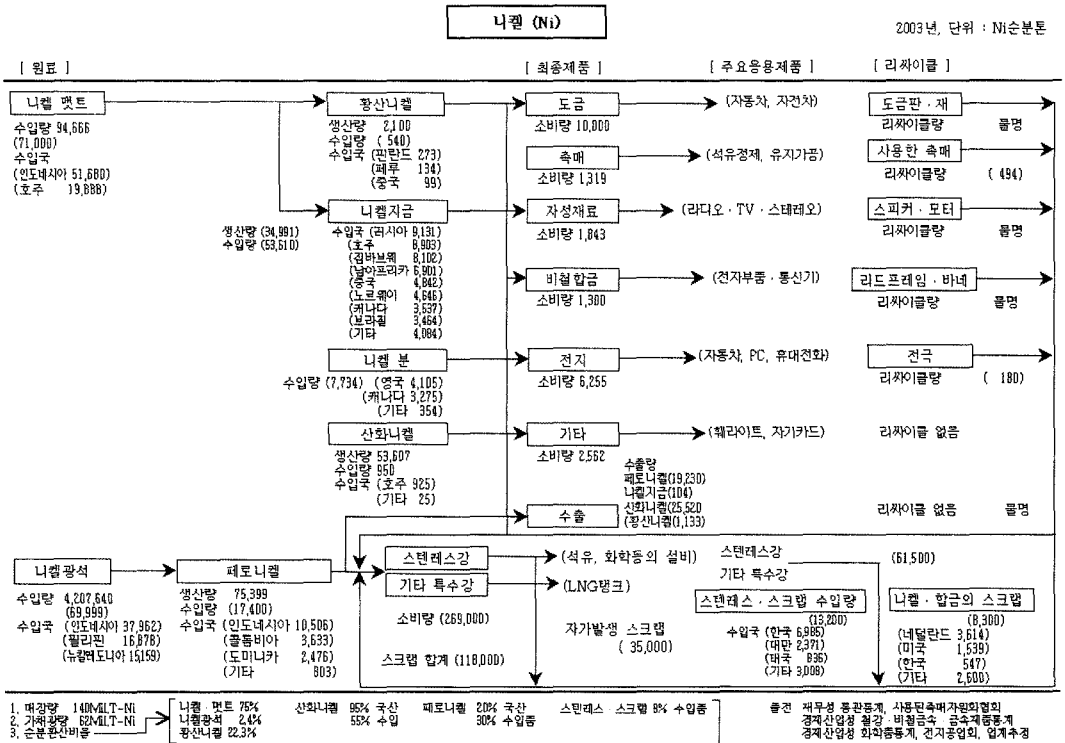 니켈 (Ni)
2003년, 단위 : Ni순분톤
[ 원료 ]
[ 최종제품 ]
[ 주요응용제품 ]
[ 리싸이클 ]
니켈 맷트
수입량 94,666
(71,000)
수입국
(인도네시아 51,680)
(호주 19,888)
황산니켈
생산량 2,100
수입량 ( 540)
수입국 (핀란드 273)
(페루 134)
(중국 99)
니켈지금
생산량 (34,991)
수입량 (53,610)
수입국 (러시아 9,131)
(호주 8,903)
(짐바브웨 8,102)
(남아프리카 6,901)
(중국 4,842)
(노르웨이 4,646)
(캐나다 3,537)
(브라질 3,464)
(기타 4,084)
니켈 분
수입량 (7,734) (영국 4,105)
(캐나다 3,275)
(기타 354)
산화니켈
생산량 53,607
수입량 950
수입국 (호주 925)
(기타 25)
도금
소비량 10,000
촉매
소비량 1,319
자성재료
소비량 1,843
비철합금
소비량 1,300
전지
소비량 6,255
기타
소비량 2,562
수출
수출량
페로니켈(19,230)
니켈지금(104)
산화니켈(25,520
(황산니켈(1,133)
(자동차, 자전차)
(석유정제, 유지가공)
(라디오 · TV · 스테레오)
(전자부품 · 통신기)
(자동차, PC, 휴대전화)
(훼라이트, 자기카드)
도금판 · 재
리싸이클량 불명
사용한 촉매
리싸이클량 ( 494)
스피커 · 모터
리싸이클량 불명
리드프레임 · 바네
리싸이클량 불명
전극
리싸이클량 ( 180)
리싸이클 없음
리싸이클 없음 불명
니켈광석
수입량 4,207,640
(69,999)
수입국 (인도네시아 37,962)
(필리핀 16,878)
(뉴칼레도니아 15,159)
페로니켈
생산량 75,399
수입량 (17,400)
수입국 (인도네시아 10,506)
(콜롬비아 3,633)
(도미니카 2,476)
(기타 803)
스텐레스강
기타 특수강
소비량 (269,000)
스크랩 합계 (118,000)
(석유, 화학등의 설비)
(LNG탱크)
자가발생 스크랩
( 35,000)
스텐레스강 (61,500)
기타 특수강
스텐레스 · 스크랩 수입량
(13,200)
수입국 (한국 6,985)
(대만 2,371)
(태국 836)
(기타 3,008)
니켈 · 합금의 스크랩
(8,300)
(네덜란드 3,614)
(미국 1,539)
(한국 547)
(기타 2,600)
1. 매장량 140Mil.T-Ni
2. 가채광량 62Mil.T-Ni
3. 순분환산비율
니켈 · 맷트 75%
니켈광석 2.4%
황산니켈 22.3%
산화니켈 95% 국산
55% 수입
페로니켈 20% 국산
30% 수입품
스텐레스 · 스크랩 8% 수입품
출전 재무성 통관통계, 사용된촉매자원화협회
경제산업성 철강 · 비철금속 · 금속제품통계
경제산업성 화학품통계, 전지공업회, 업계추정